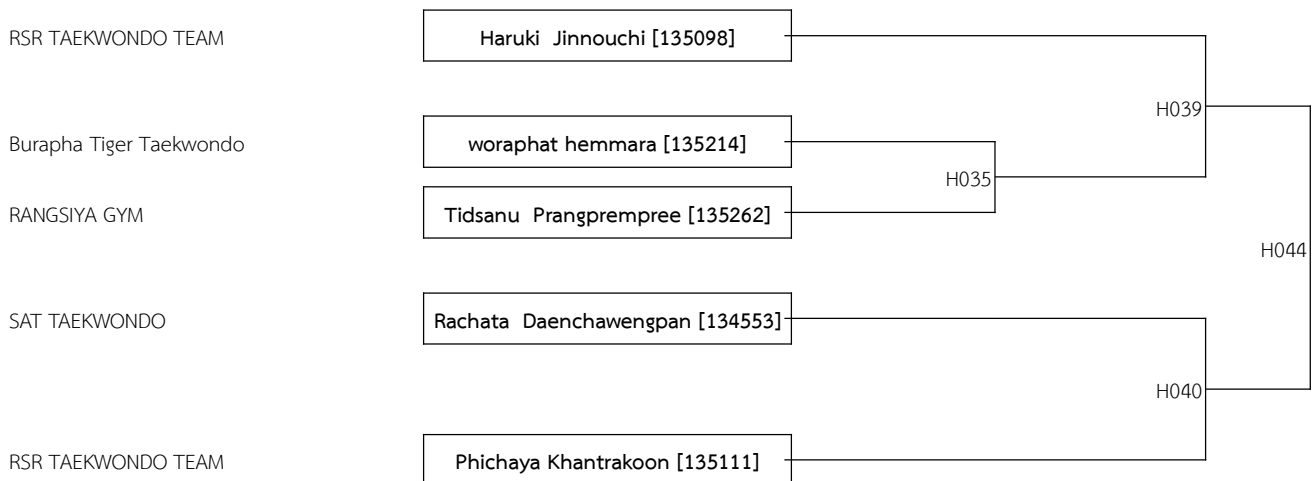 RSR TAEKWONDO TEAM Haruki Jinnouchi [135098]
H039
Burapha Tiger Taekwondo woraphat hemmara [135214]
H035
RANGSIYA GYM Tidsanu Prangprempree [135262]
H044
SAT TAEKWONDO Rachata Daenchawengpan [134553]
H040
RSR TAEKWONDO TEAM Phichaya Khantrakoon [135111]